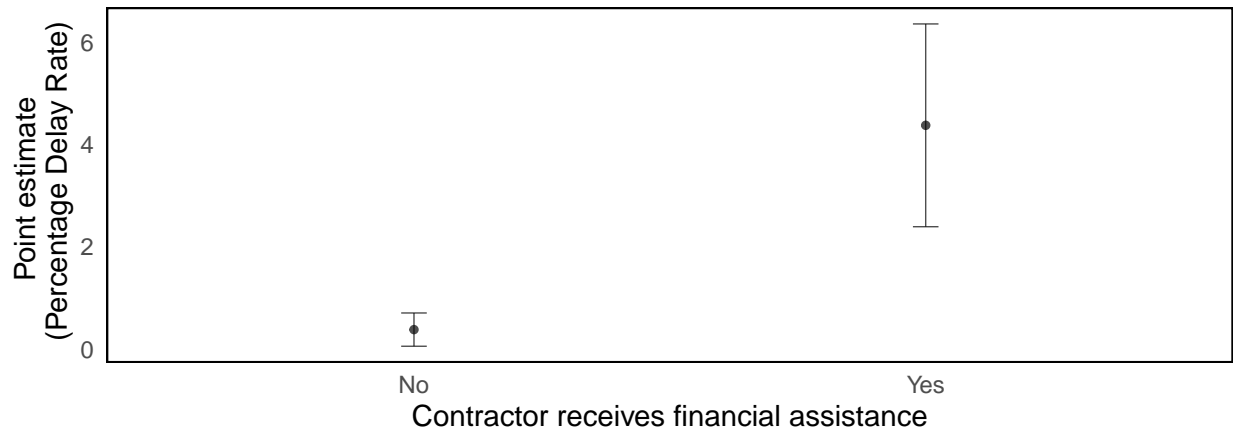 Point estimate
(Percentage Delay Rate)
6
4
2
0
No
Yes
Contractor receives financial assistance